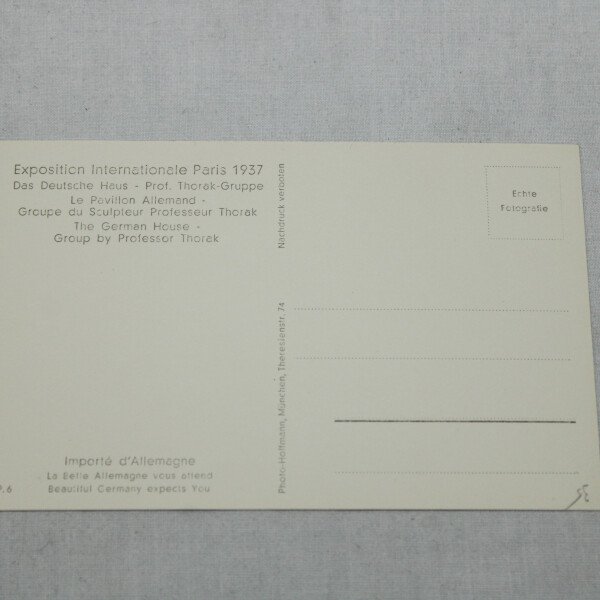 Exposition Internationale Paris 1937
Das Deutsche Haus - Prof. Thorak-Gruppe
Le Pavillon Allemand -
Groupe du Sculpteur Professeur Thorak
The German House -
Group by Professor Thorak
Importé d'Allemagne
La Belle Allemagne vous attend
Beautiful Germany expects You
P.6
Nachdruck verboten
Photo-Hoffmann, München, Theresienstr. 74
Echte
Fotografie